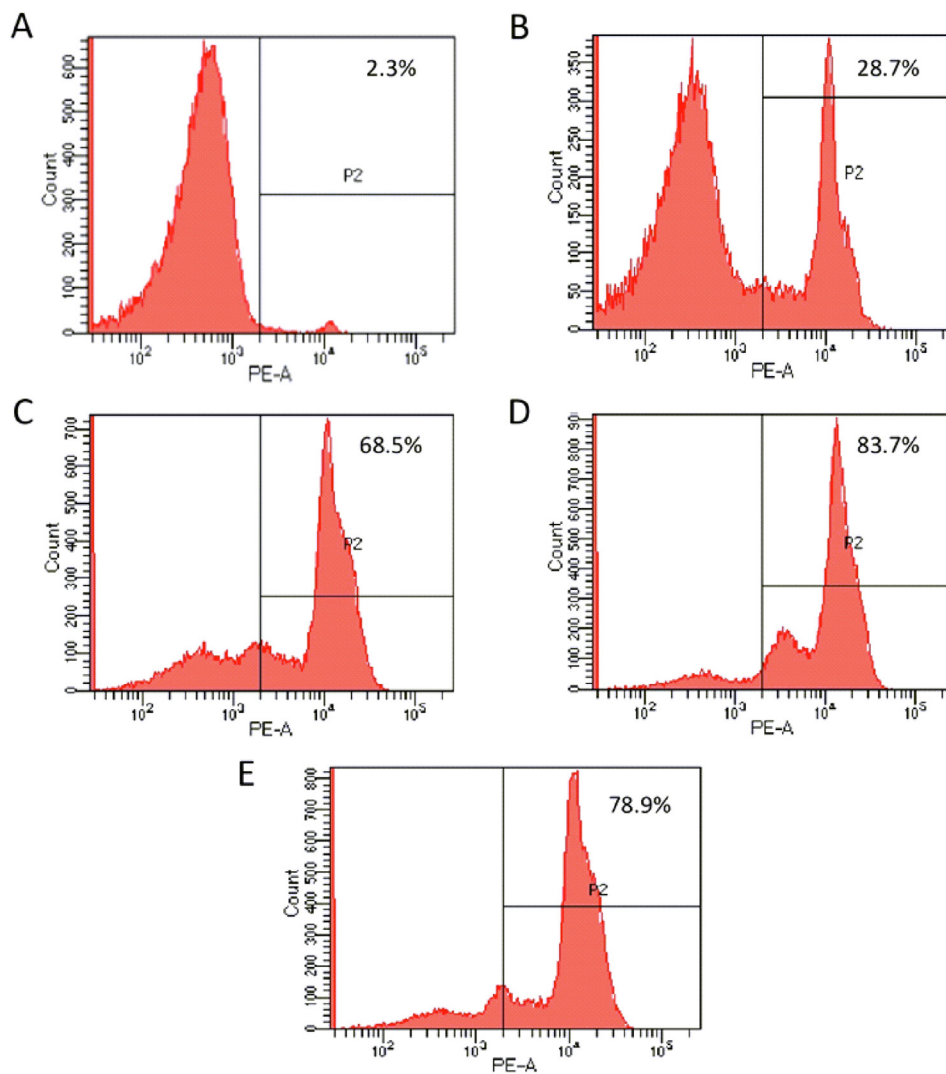 A
2.3%
P2
Count
0 100 200 300 400 500 600
10² 10³ 10⁴ 10⁵
PE-A
B
28.7%
P2
Count
0 50 100 150 200 250 300 350
10² 10³ 10⁴ 10⁵
PE-A
C
68.5%
P2
Count
0 100 200 300 400 500 600 700
10² 10³ 10⁴ 10⁵
PE-A
D
83.7%
P2
Count
0 100 200 300 400 500 600 700 800 90
10² 10³ 10⁴ 10⁵
PE-A
E
78.9%
P2
Count
0 100 200 300 400 500 600 700 800
10² 10³ 10⁴ 10⁵
PE-A